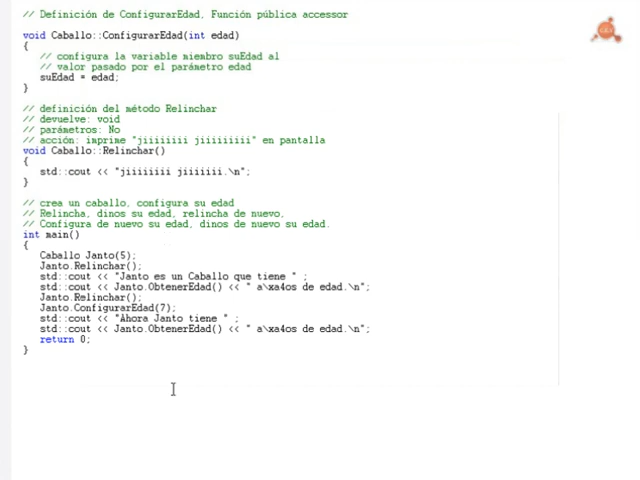 // Definición de ConfigurarEdad, Función pública accessor
void Caballo::ConfigurarEdad(int edad)
{
// configura la variable miembro suEdad al
// valor pasado por el parámetro edad
suEdad = edad;
}
// definición del método Relinchar
// devuelve: void
// parámetros: No
// acción: imprime "jiiiiiiii jiiiiiiiii" en pantalla
void Caballo::Relinchar()
{
std::cout << "jiiiiiiii jiiiiiii.\n";
}
// crea un caballo, configura su edad
// Relincha, dinos su edad, relincha de nuevo,
// Configura de nuevo su edad, dinos de nuevo su edad.
int main()
{
Caballo Janto(5);
Janto.Relinchar();
std::cout << "Janto es un Caballo que tiene " ;
std::cout << Janto.ObtenerEdad() << " a\xa4os de edad.\n";
Janto.Relinchar();
Janto.ConfigurarEdad(7);
std::cout << "Ahora Janto tiene " ;
std::cout << Janto.ObtenerEdad() << " a\xa4os de edad.\n";
return 0;
}